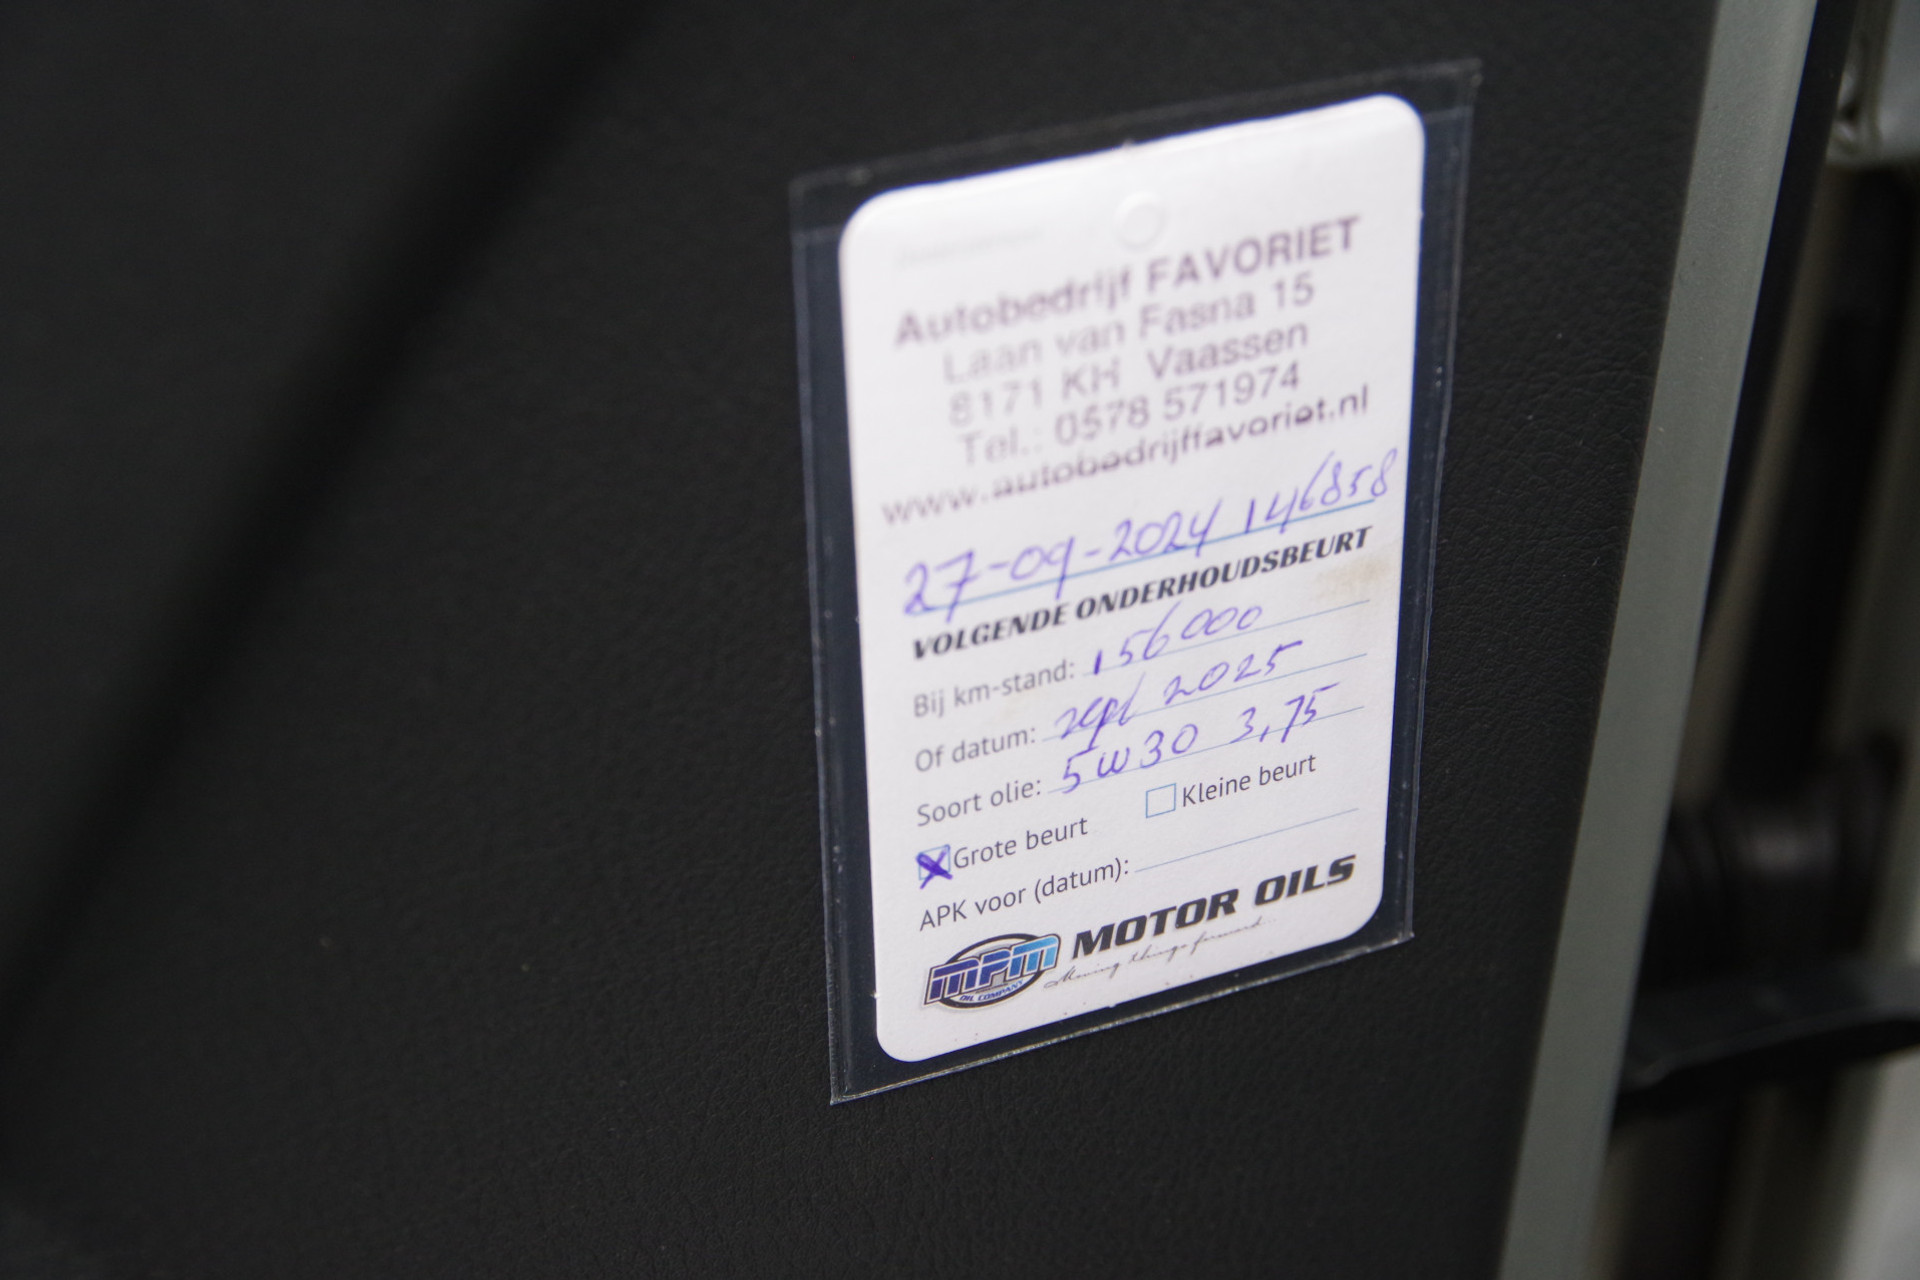 Autobedrijf FAVORIET
Laan van Fasna 15
8171 KH Vaassen
Tel.: 0578 571974
www.autobedrijffavoriet.nl
27-09-2024 146858
VOLGENDE ONDERHOUDSBEURT
Bij km-stand: 156000
Of datum: sept 2025
Soort olie: 5W30 3,75
Grote beurt Kleine beurt
APK voor (datum):
MPM OIL COMPANY MOTOR OILS
Moving things forward...